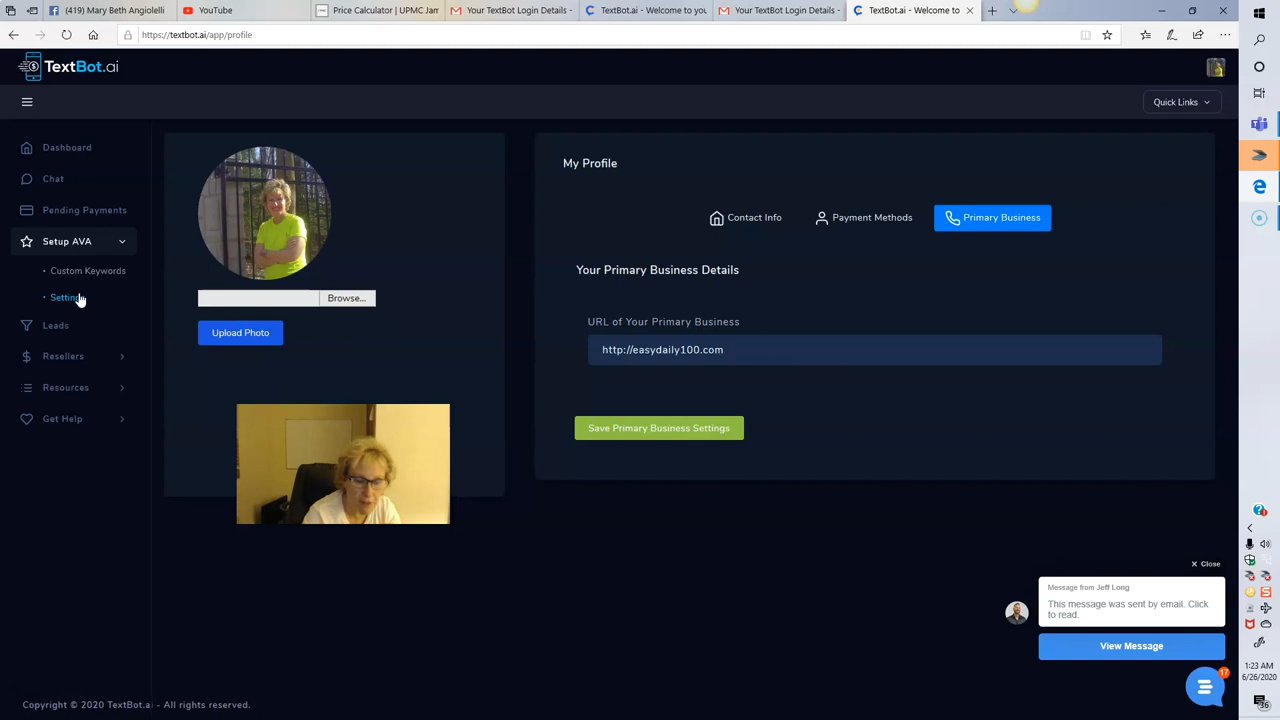 (419) Mary Beth Angiolelli
YouTube
Price Calculator | UPMC Jam
Your TextBot Login Details -
TextBot.ai - Welcome to you
Your TextBot Login Details -
TextBot.ai - Welcome to
https://textbot.ai/app/profile
TextBot.ai
Quick Links
Dashboard
Chat
Pending Payments
Setup AVA
Custom Keywords
Settings
Leads
Resellers
Resources
Get Help
Browse...
Upload Photo
My Profile
Contact Info
Payment Methods
Primary Business
Your Primary Business Details
URL of Your Primary Business
http://easydaily100.com
Save Primary Business Settings
Close
Message from Jeff Long
This message was sent by email. Click
to read.
View Message
17
Copyright © 2020 TextBot.ai - All rights reserved.
1:23 AM
6/26/2020
36